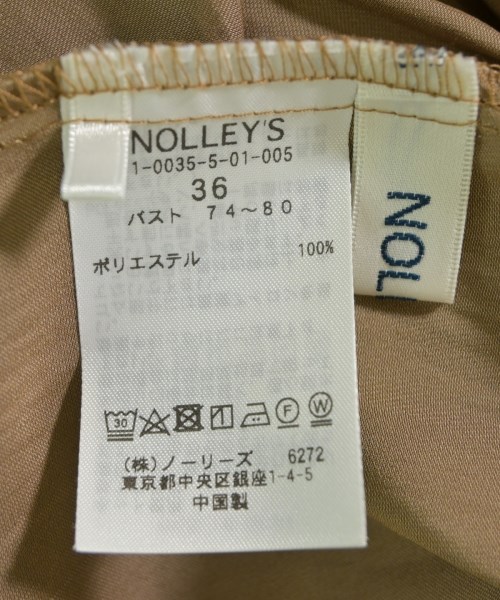 NOLLEY'S
1-0035-5-01-005
36
バスト 74～80
ポリエステル 100%
30 F W
(株)ノーリーズ 6272
東京都中央区銀座1-4-5
中国製
NOL